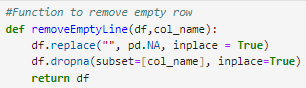 #Function to remove empty row
def removeEmptyLine(df,col_name):
    df.replace("", pd.NA, inplace = True)
    df.dropna(subset=[col_name], inplace=True)
    return df